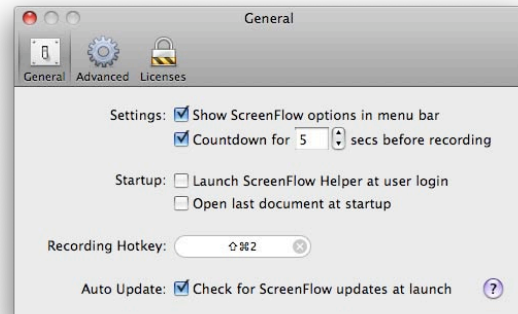 General
General Advanced Licenses
Settings: Show ScreenFlow options in menu bar
Countdown for 5 secs before recording
Startup: Launch ScreenFlow Helper at user login
Open last document at startup
Recording Hotkey: ⇧⌘2
Auto Update: Check for ScreenFlow updates at launch ?